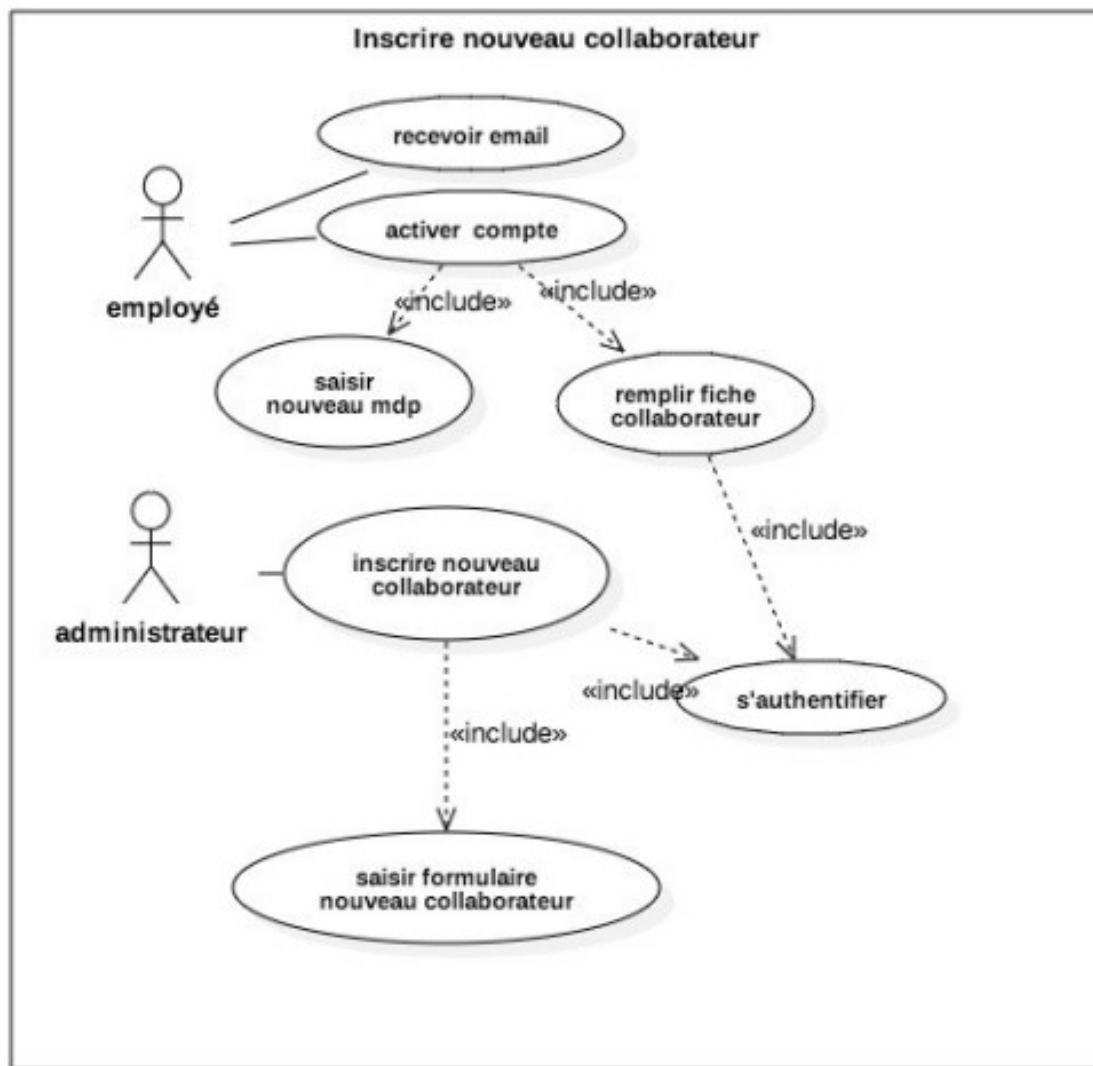 Inscrire nouveau collaborateur
recevoir email
activer compte
employé
«include»
«include»
saisir
nouveau mdp
remplir fiche
collaborateur
«include»
inscrire nouveau
collaborateur
administrateur
«include»
s'authentifier
«include»
saisir formulaire
nouveau collaborateur